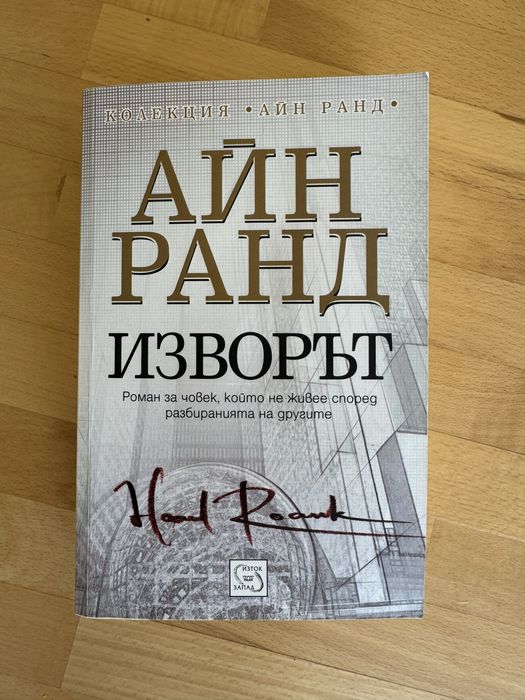 КОЛЕКЦИЯ • АЙН РАНД •
АЙН
РАНД
ИЗВОРЪТ
Роман за човек, който не живее според
разбиранията на другите
Howard Roark
ИЗТОК
ЗАПАД